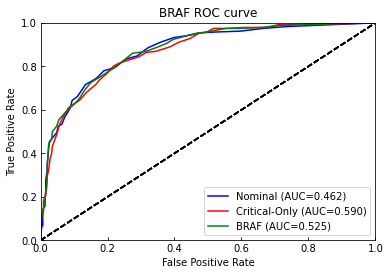 BRAF ROC curve
1.0
0.8
0.6
0.4
0.2
0.0
True Positive Rate
Nominal (AUC=0.462)
Critical-Only (AUC=0.590)
BRAF (AUC=0.525)
0.0 0.2 0.4 0.6 0.8 1.0
False Positive Rate